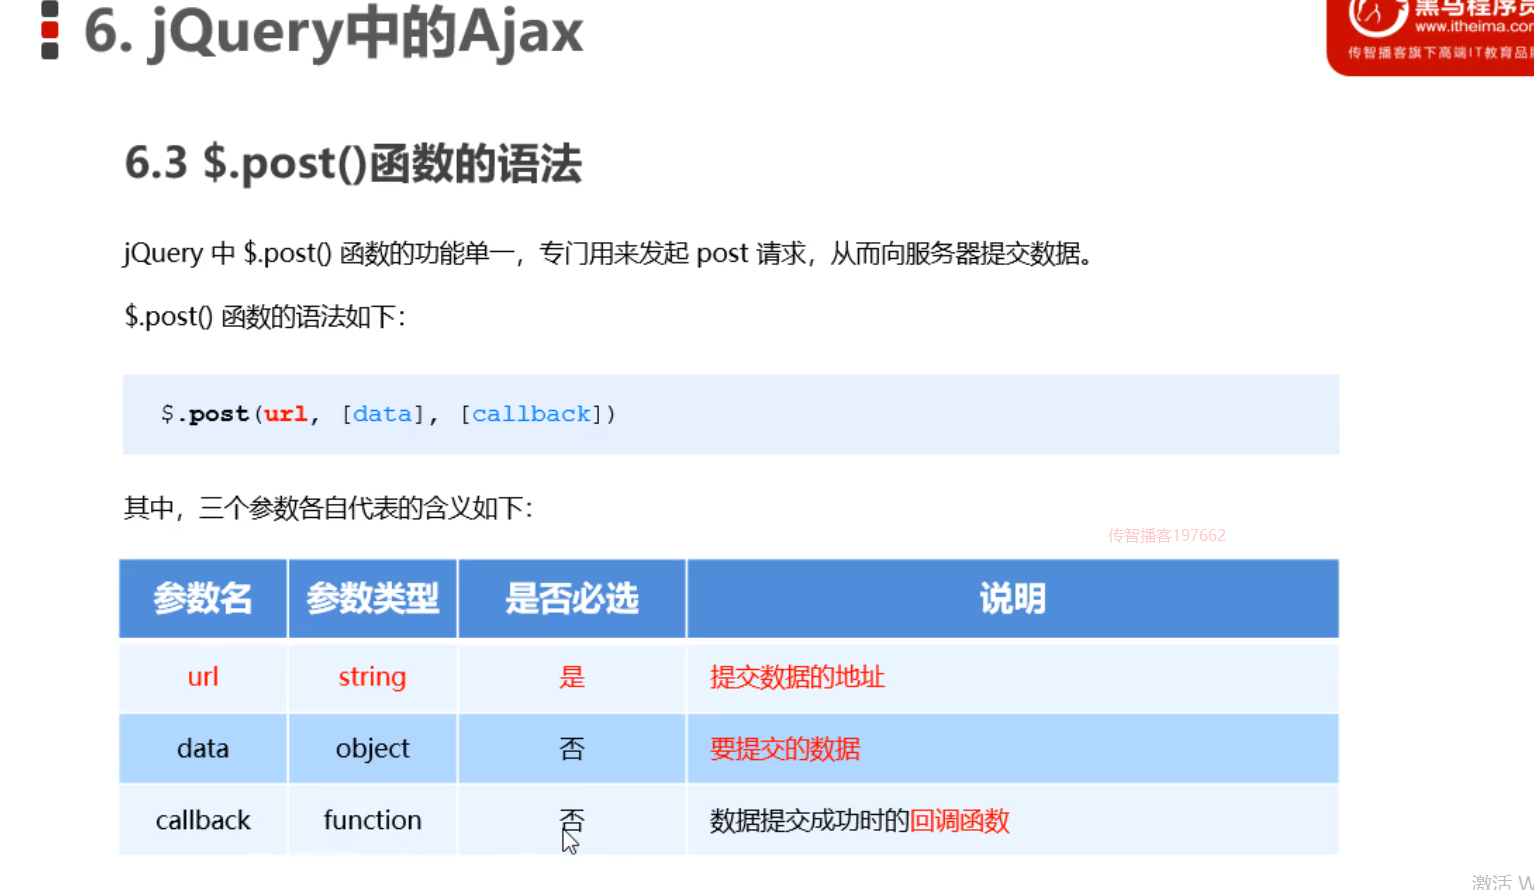 6. jQuery中的Ajax
黑马程序员
www.itheima.com
传智播客旗下高端IT教育品牌
6.3 $.post()函数的语法
jQuery 中 $.post() 函数的功能单一，专门用来发起 post 请求，从而向服务器提交数据。
$.post() 函数的语法如下：
$.post(url, [data], [callback])
其中，三个参数各自代表的含义如下：
传智播客197662
参数名 参数类型 是否必选 说明
url string 是 提交数据的地址
data object 否 要提交的数据
callback function 否 数据提交成功时的回调函数
激活 W